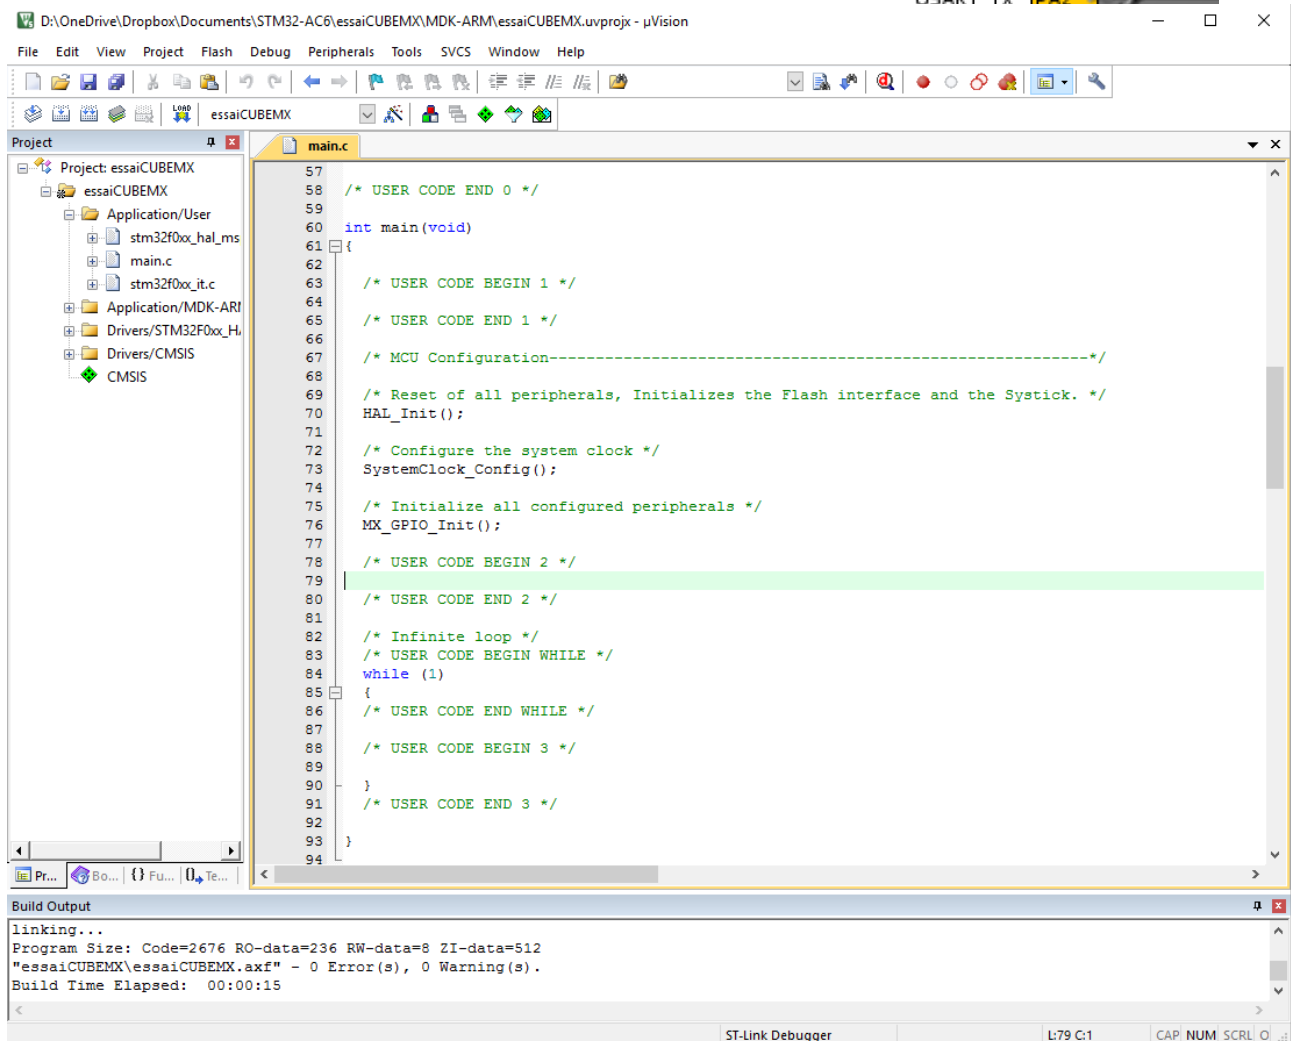 USART TX PA2
D:\OneDrive\Dropbox\Documents\STM32-AC6\essaiCUBEMX\MDK-ARM\essaiCUBEMX.uvprojx - µVision
File Edit View Project Flash Debug Peripherals Tools SVCS Window Help
LOAD
essaiCUBEMX
Project
main.c
Project: essaiCUBEMX
essaiCUBEMX
Application/User
stm32f0xx_hal_ms
main.c
stm32f0xx_it.c
Application/MDK-ARM
Drivers/STM32F0xx_HA
Drivers/CMSIS
CMSIS
57
58 /* USER CODE END 0 */
59
60 int main(void)
61 {
62
63 /* USER CODE BEGIN 1 */
64
65 /* USER CODE END 1 */
66
67 /* MCU Configuration----------------------------------------------------------*/
68
69 /* Reset of all peripherals, Initializes the Flash interface and the Systick. */
70 HAL_Init();
71
72 /* Configure the system clock */
73 SystemClock_Config();
74
75 /* Initialize all configured peripherals */
76 MX_GPIO_Init();
77
78 /* USER CODE BEGIN 2 */
79
80 /* USER CODE END 2 */
81
82 /* Infinite loop */
83 /* USER CODE BEGIN WHILE */
84 while (1)
85 {
86 /* USER CODE END WHILE */
87
88 /* USER CODE BEGIN 3 */
89
90 }
91 /* USER CODE END 3 */
92
93 }
94
Pr... Bo... {} Fu... 0 Te...
Build Output
linking...
Program Size: Code=2676 RO-data=236 RW-data=8 ZI-data=512
"essaiCUBEMX\essaiCUBEMX.axf" - 0 Error(s), 0 Warning(s).
Build Time Elapsed: 00:00:15
ST-Link Debugger L:79 C:1 CAP NUM SCRL O